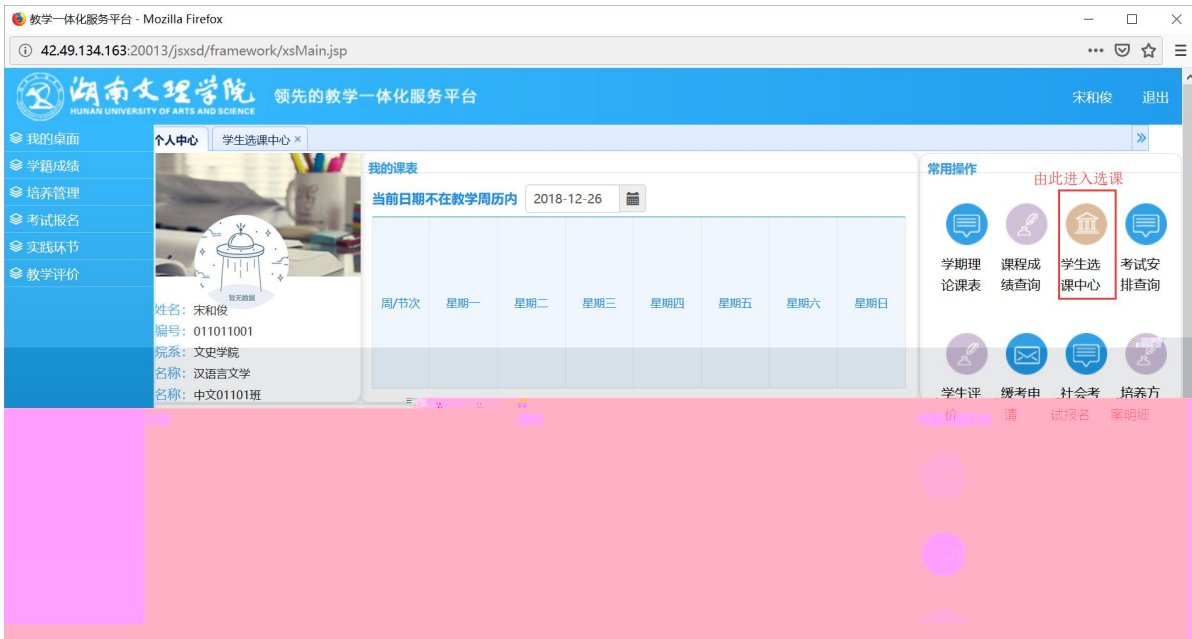 教学一体化服务平台 - Mozilla Firefox
42.49.134.163:20013/jsxsd/framework/xsMain.jsp
湖南文理学院
HUNAN UNIVERSITY OF ARTS AND SCIENCE
领先的教学一体化服务平台
宋和俊 退出
我的桌面
学籍成绩
培养管理
考试报名
实践环节
教学评价
个人中心 学生选课中心 ×
暂无数据
姓名：宋和俊
编号：011011001
院系：文史学院
名称：汉语言文学
名称：中文01101班
我的课表
当前日期不在教学周历内 2018-12-26
周/节次 星期一 星期二 星期三 星期四 星期五 星期六 星期日
常用操作
由此进入选课
学期理论课表
课程成绩查询
学生选课中心
考试安排查询
学生评价
缓考申请
社会考试报名
培养方案明细